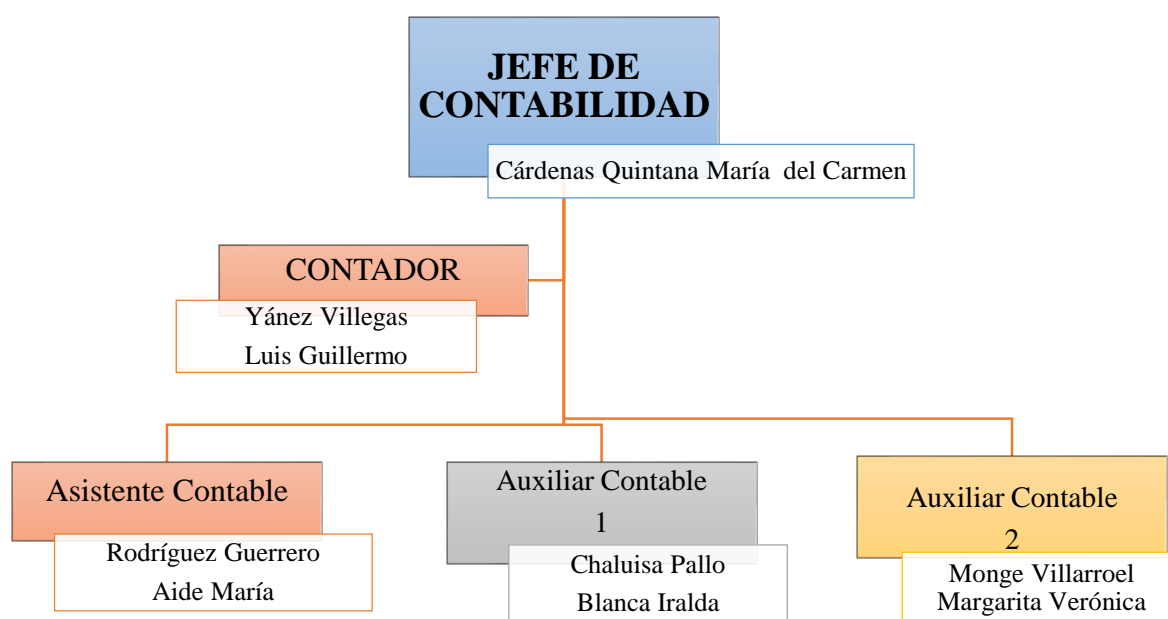 JEFE DE
CONTABILIDAD
Cárdenas Quintana María  del Carmen
CONTADOR
Yánez Villegas
Luis Guillermo
Asistente Contable
Rodríguez Guerrero
Aide María
Auxiliar Contable
1
Chaluisa Pallo
Blanca Iralda
Auxiliar Contable
2
Monge Villarroel
Margarita Verónica